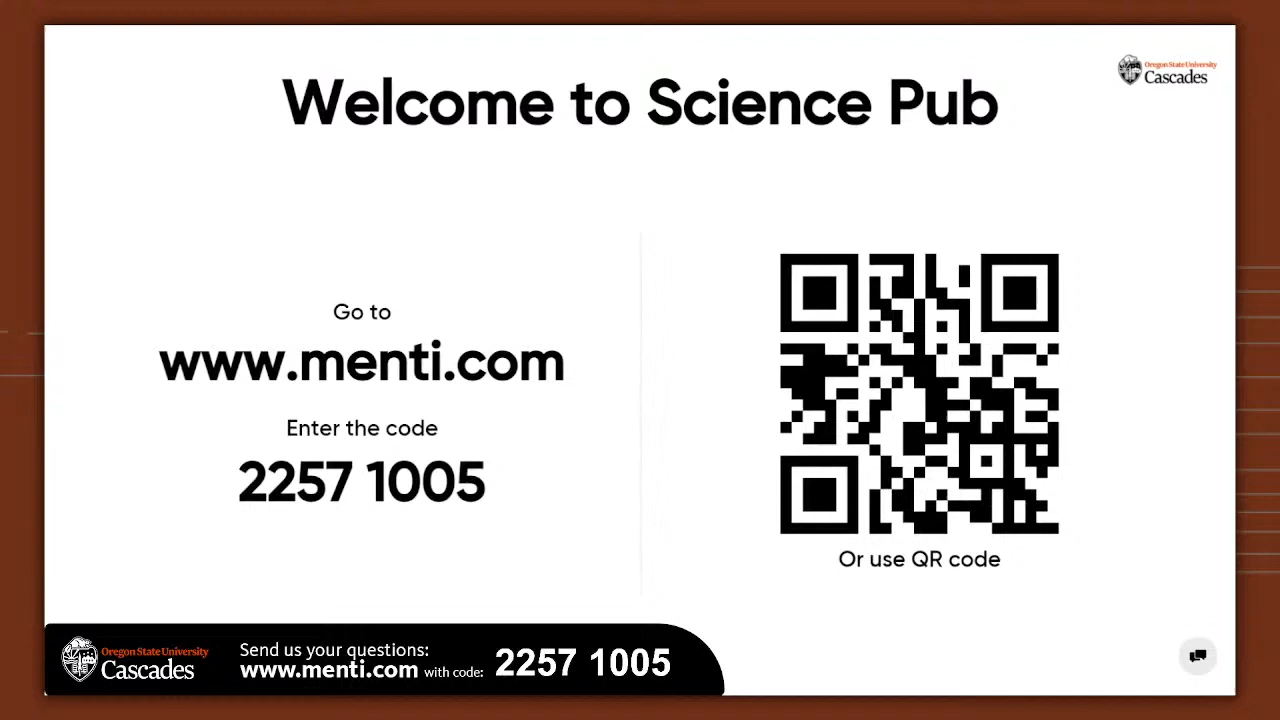 Welcome to Science Pub
Oregon State University
Cascades
Go to
www.menti.com
Enter the code
2257 1005
Or use QR code
Oregon State University
Cascades
Send us your questions:
www.menti.com with code: 2257 1005